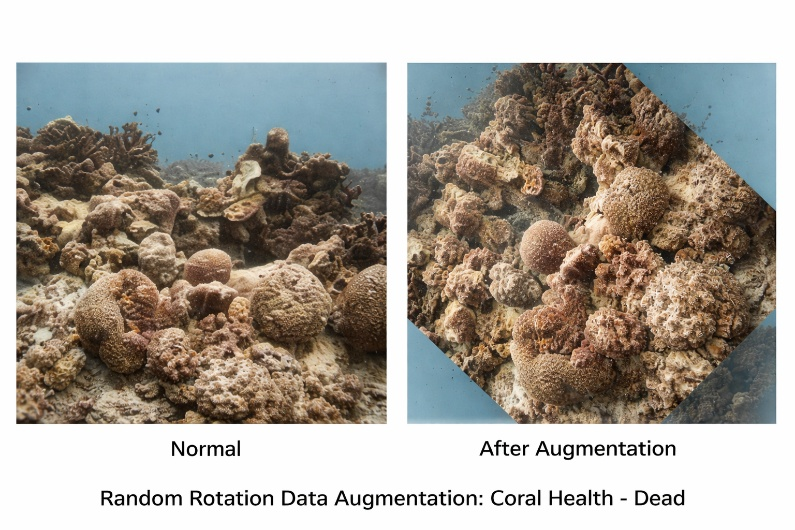 Normal
After Augmentation
Random Rotation Data Augmentation: Coral Health - Dead